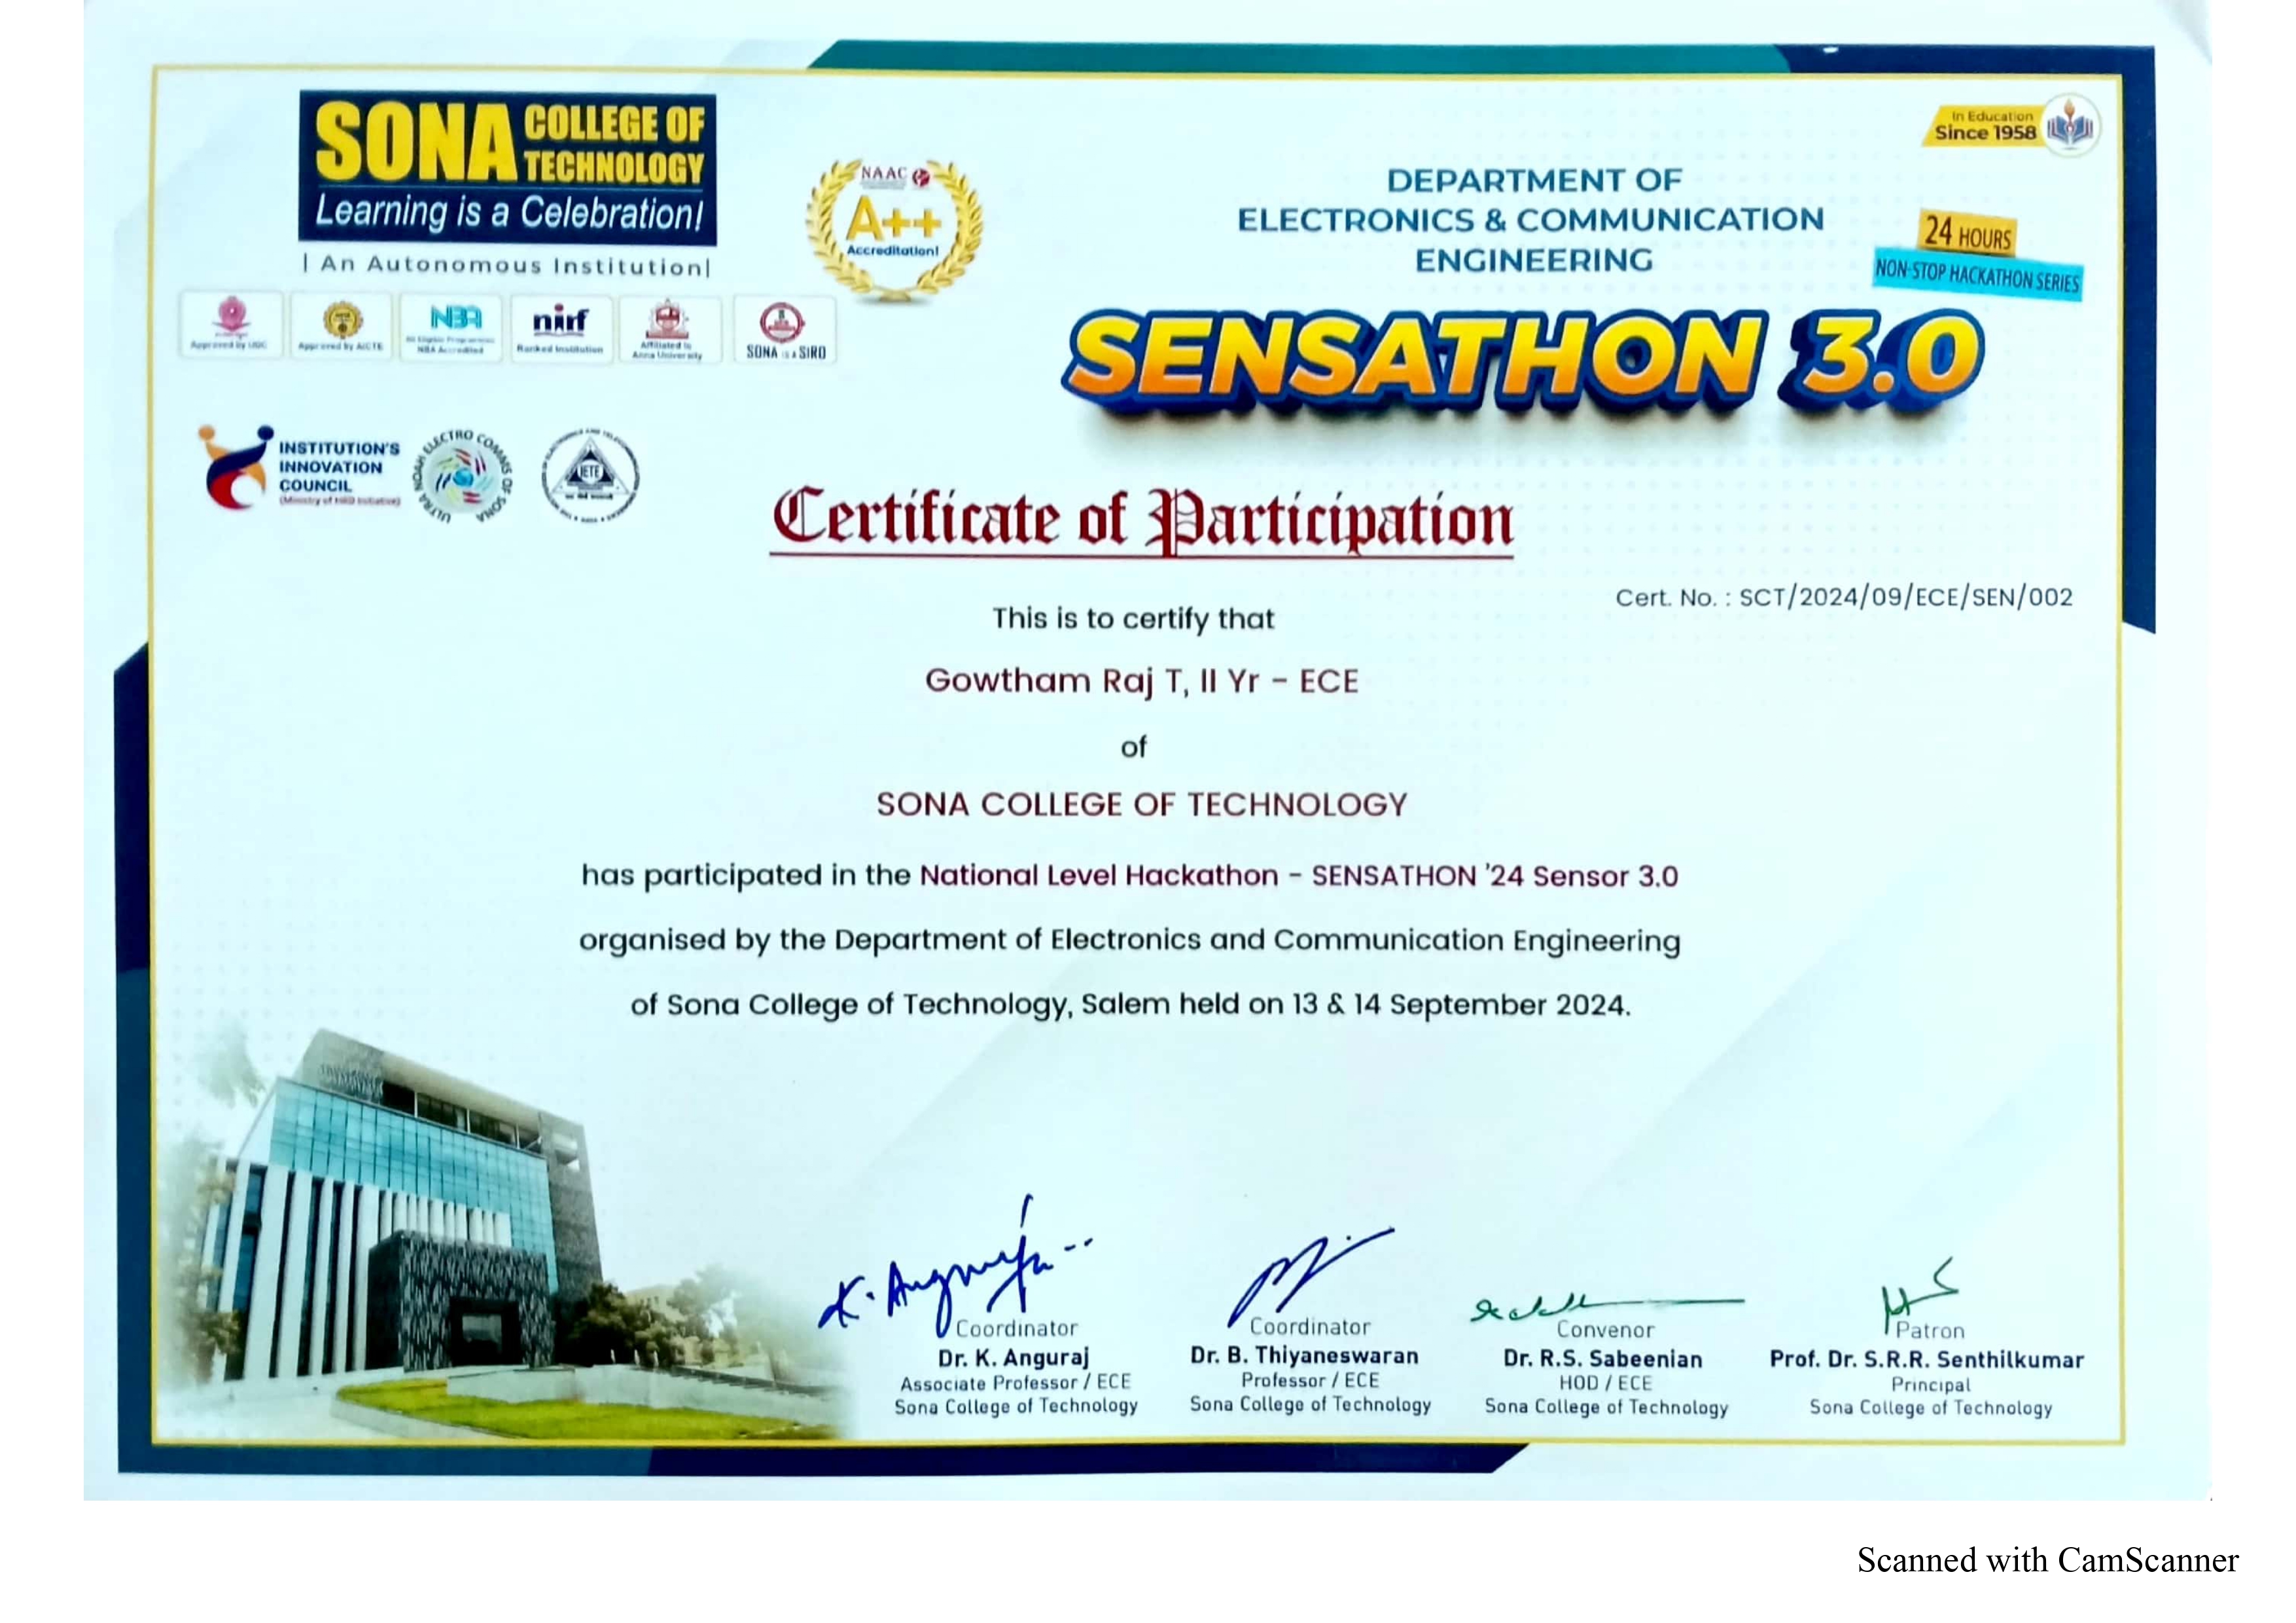 SONA COLLEGE OF TECHNOLOGY
Learning is a Celebration!
| An Autonomous Institution|
NAAC
A++
Accreditation!
In Education
Since 1958
DEPARTMENT OF
ELECTRONICS & COMMUNICATION
ENGINEERING
24 HOURS
NON-STOP HACKATHON SERIES
SENSATHON 3.0
Approved by UGC
Approved by AICTE
NBA
NBA Accredited
nirf
Ranked Institution
Affiliated to
Anna University
SONA IS A SIRO
INSTITUTION'S
INNOVATION
COUNCIL
(Ministry of HRD Initiative)
ULTRA NOAH ELECTRO COMMS OF SONA
IETE
Certificate of Participation
Cert. No. : SCT/2024/09/ECE/SEN/002
This is to certify that
Gowtham Raj T, II Yr - ECE
of
SONA COLLEGE OF TECHNOLOGY
has participated in the National Level Hackathon - SENSATHON '24 Sensor 3.0
organised by the Department of Electronics and Communication Engineering
of Sona College of Technology, Salem held on 13 & 14 September 2024.
K. Anguraj
Coordinator
Dr. K. Anguraj
Associate Professor / ECE
Sona College of Technology
Coordinator
Dr. B. Thiyaneswaran
Professor / ECE
Sona College of Technology
Convenor
Dr. R.S. Sabeenian
HOD / ECE
Sona College of Technology
Patron
Prof. Dr. S.R.R. Senthilkumar
Principal
Sona College of Technology
Scanned with CamScanner